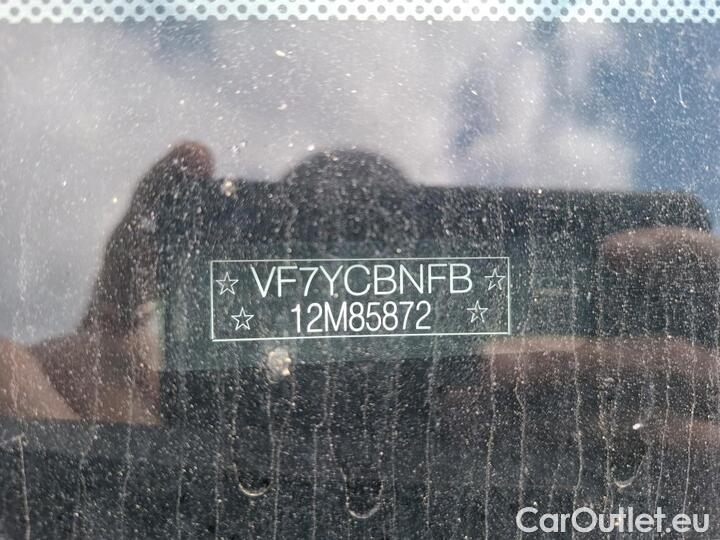 ☆ VF7YCBNFB ☆
☆ 12M85872 ☆
CarOutlet.eu